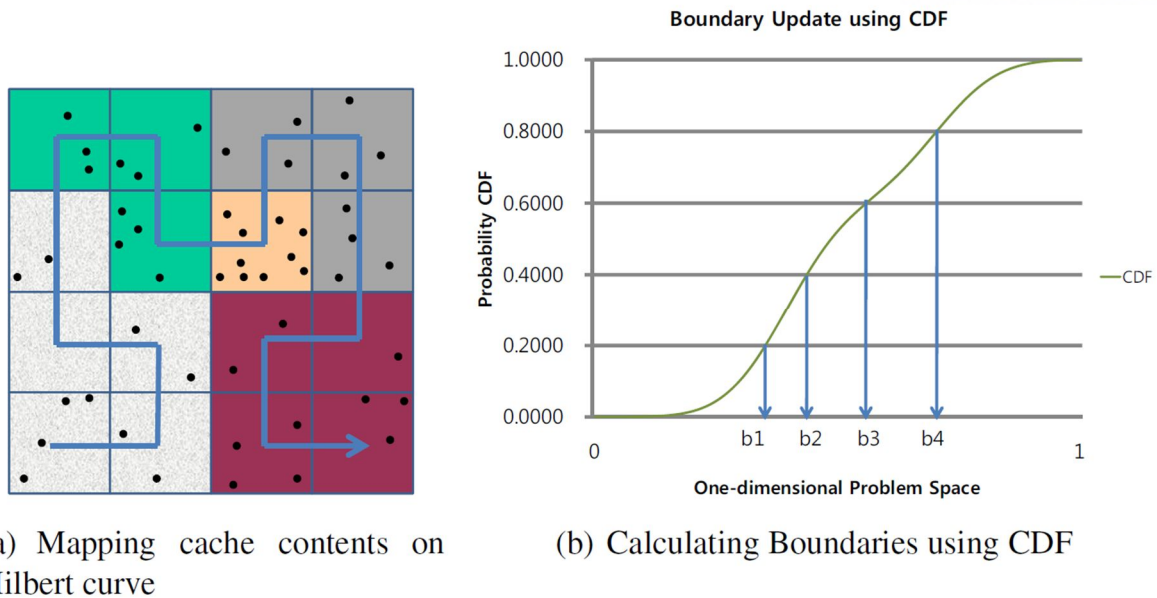 Boundary Update using CDF
1.0000
0.8000
0.6000
0.4000
0.2000
0.0000
Probability CDF
b1 b2 b3 b4
0 1
One-dimensional Problem Space
CDF
a) Mapping cache contents on
ilbert curve
(b) Calculating Boundaries using CDF